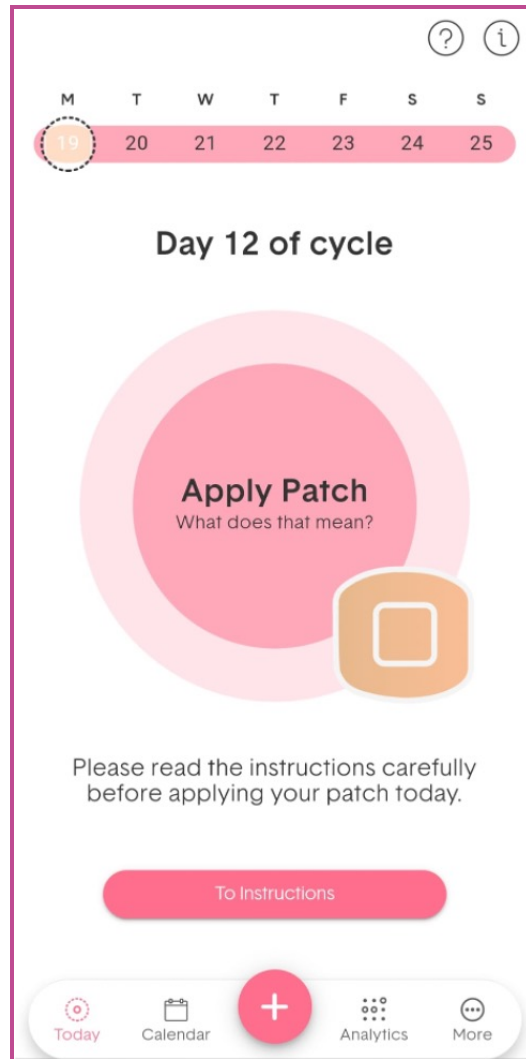 ? i
M T W T F S S
19 20 21 22 23 24 25
Day 12 of cycle
Apply Patch
What does that mean?
Please read the instructions carefully
before applying your patch today.
To Instructions
+
Today Calendar Analytics More